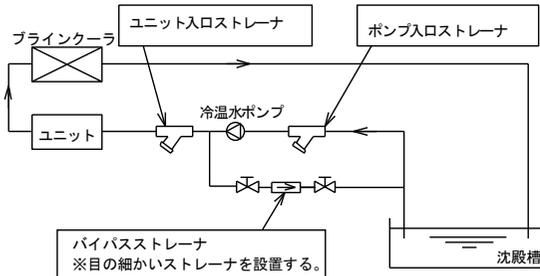 ユニット入口ストレーナ
ポンプ入口ストレーナ
ブラインクーラ
冷温水ポンプ
ユニット
バイパスストレーナ
※目の細かいストレーナを設置する。
沈殿槽